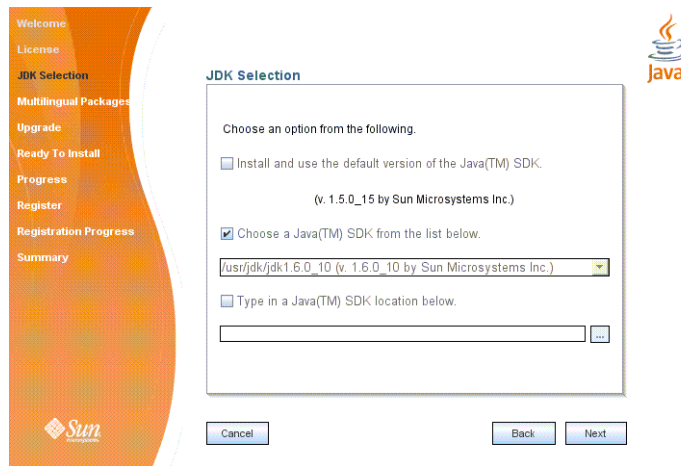 Welcome
License
JDK Selection
Multilingual Packages
Upgrade
Ready To Install
Progress
Register
Registration Progress
Summary
Sun
Java
JDK Selection
Choose an option from the following.
Install and use the default version of the Java(TM) SDK.
(v. 1.5.0_15 by Sun Microsystems Inc.)
Choose a Java(TM) SDK from the list below.
/usr/jdk/jdk1.6.0_10 (v. 1.6.0_10 by Sun Microsystems Inc.)
Type in a Java(TM) SDK location below.
...
Cancel
Back
Next